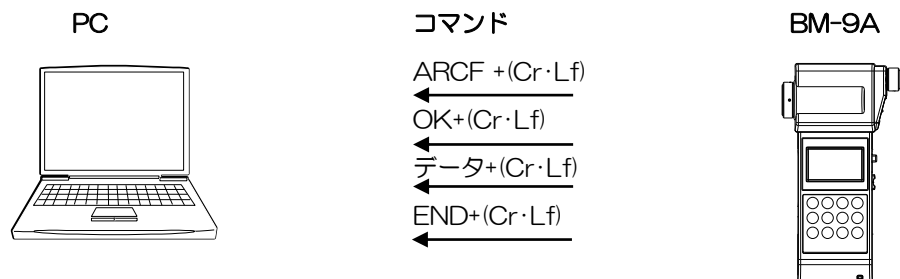 PC コマンド BM-9A
ARCF +(Cr·Lf)
OK+(Cr·Lf)
データ+(Cr·Lf)
END+(Cr·Lf)